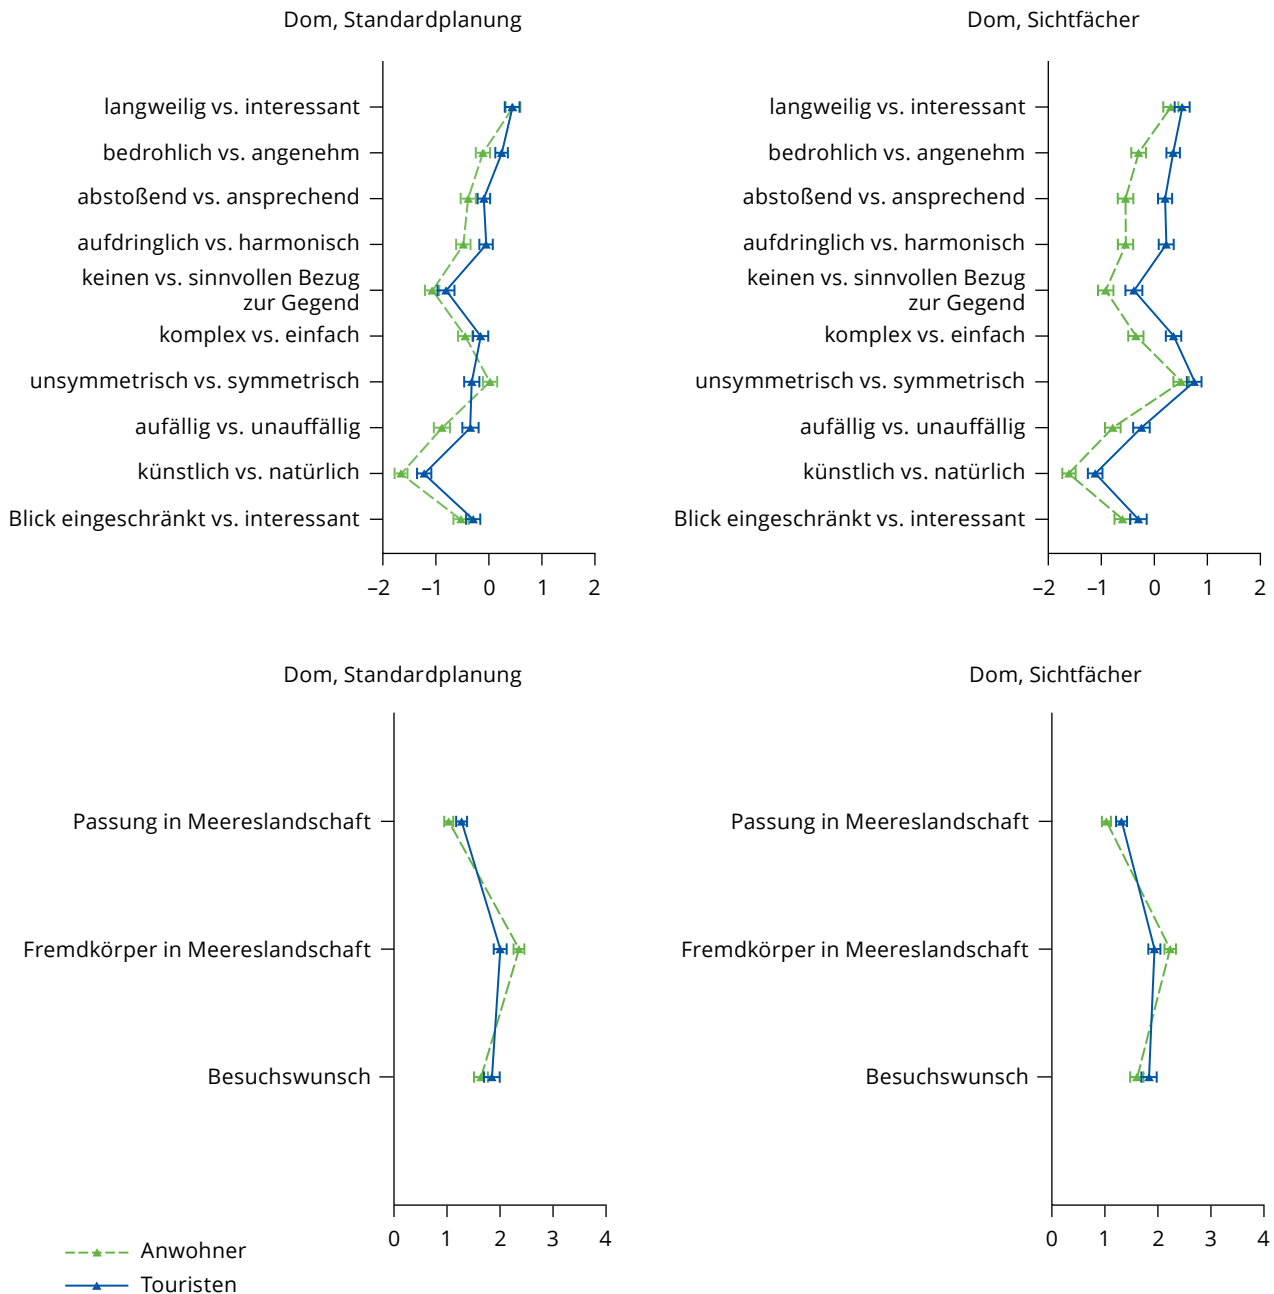 Dom, Standardplanung
langweilig vs. interessant
bedrohlich vs. angenehm
abstoßend vs. ansprechend
aufdringlich vs. harmonisch
keinen vs. sinnvollen Bezug
zur Gegend
komplex vs. einfach
unsymmetrisch vs. symmetrisch
aufällig vs. unauffällig
künstlich vs. natürlich
Blick eingeschränkt vs. interessant
–2 –1 0 1 2
Dom, Sichtfächer
langweilig vs. interessant
bedrohlich vs. angenehm
abstoßend vs. ansprechend
aufdringlich vs. harmonisch
keinen vs. sinnvollen Bezug
zur Gegend
komplex vs. einfach
unsymmetrisch vs. symmetrisch
aufällig vs. unauffällig
künstlich vs. natürlich
Blick eingeschränkt vs. interessant
–2 –1 0 1 2
Dom, Standardplanung
Passung in Meereslandschaft
Fremdkörper in Meereslandschaft
Besuchswunsch
0 1 2 3 4
Dom, Sichtfächer
Passung in Meereslandschaft
Fremdkörper in Meereslandschaft
Besuchswunsch
0 1 2 3 4
Anwohner
Touristen